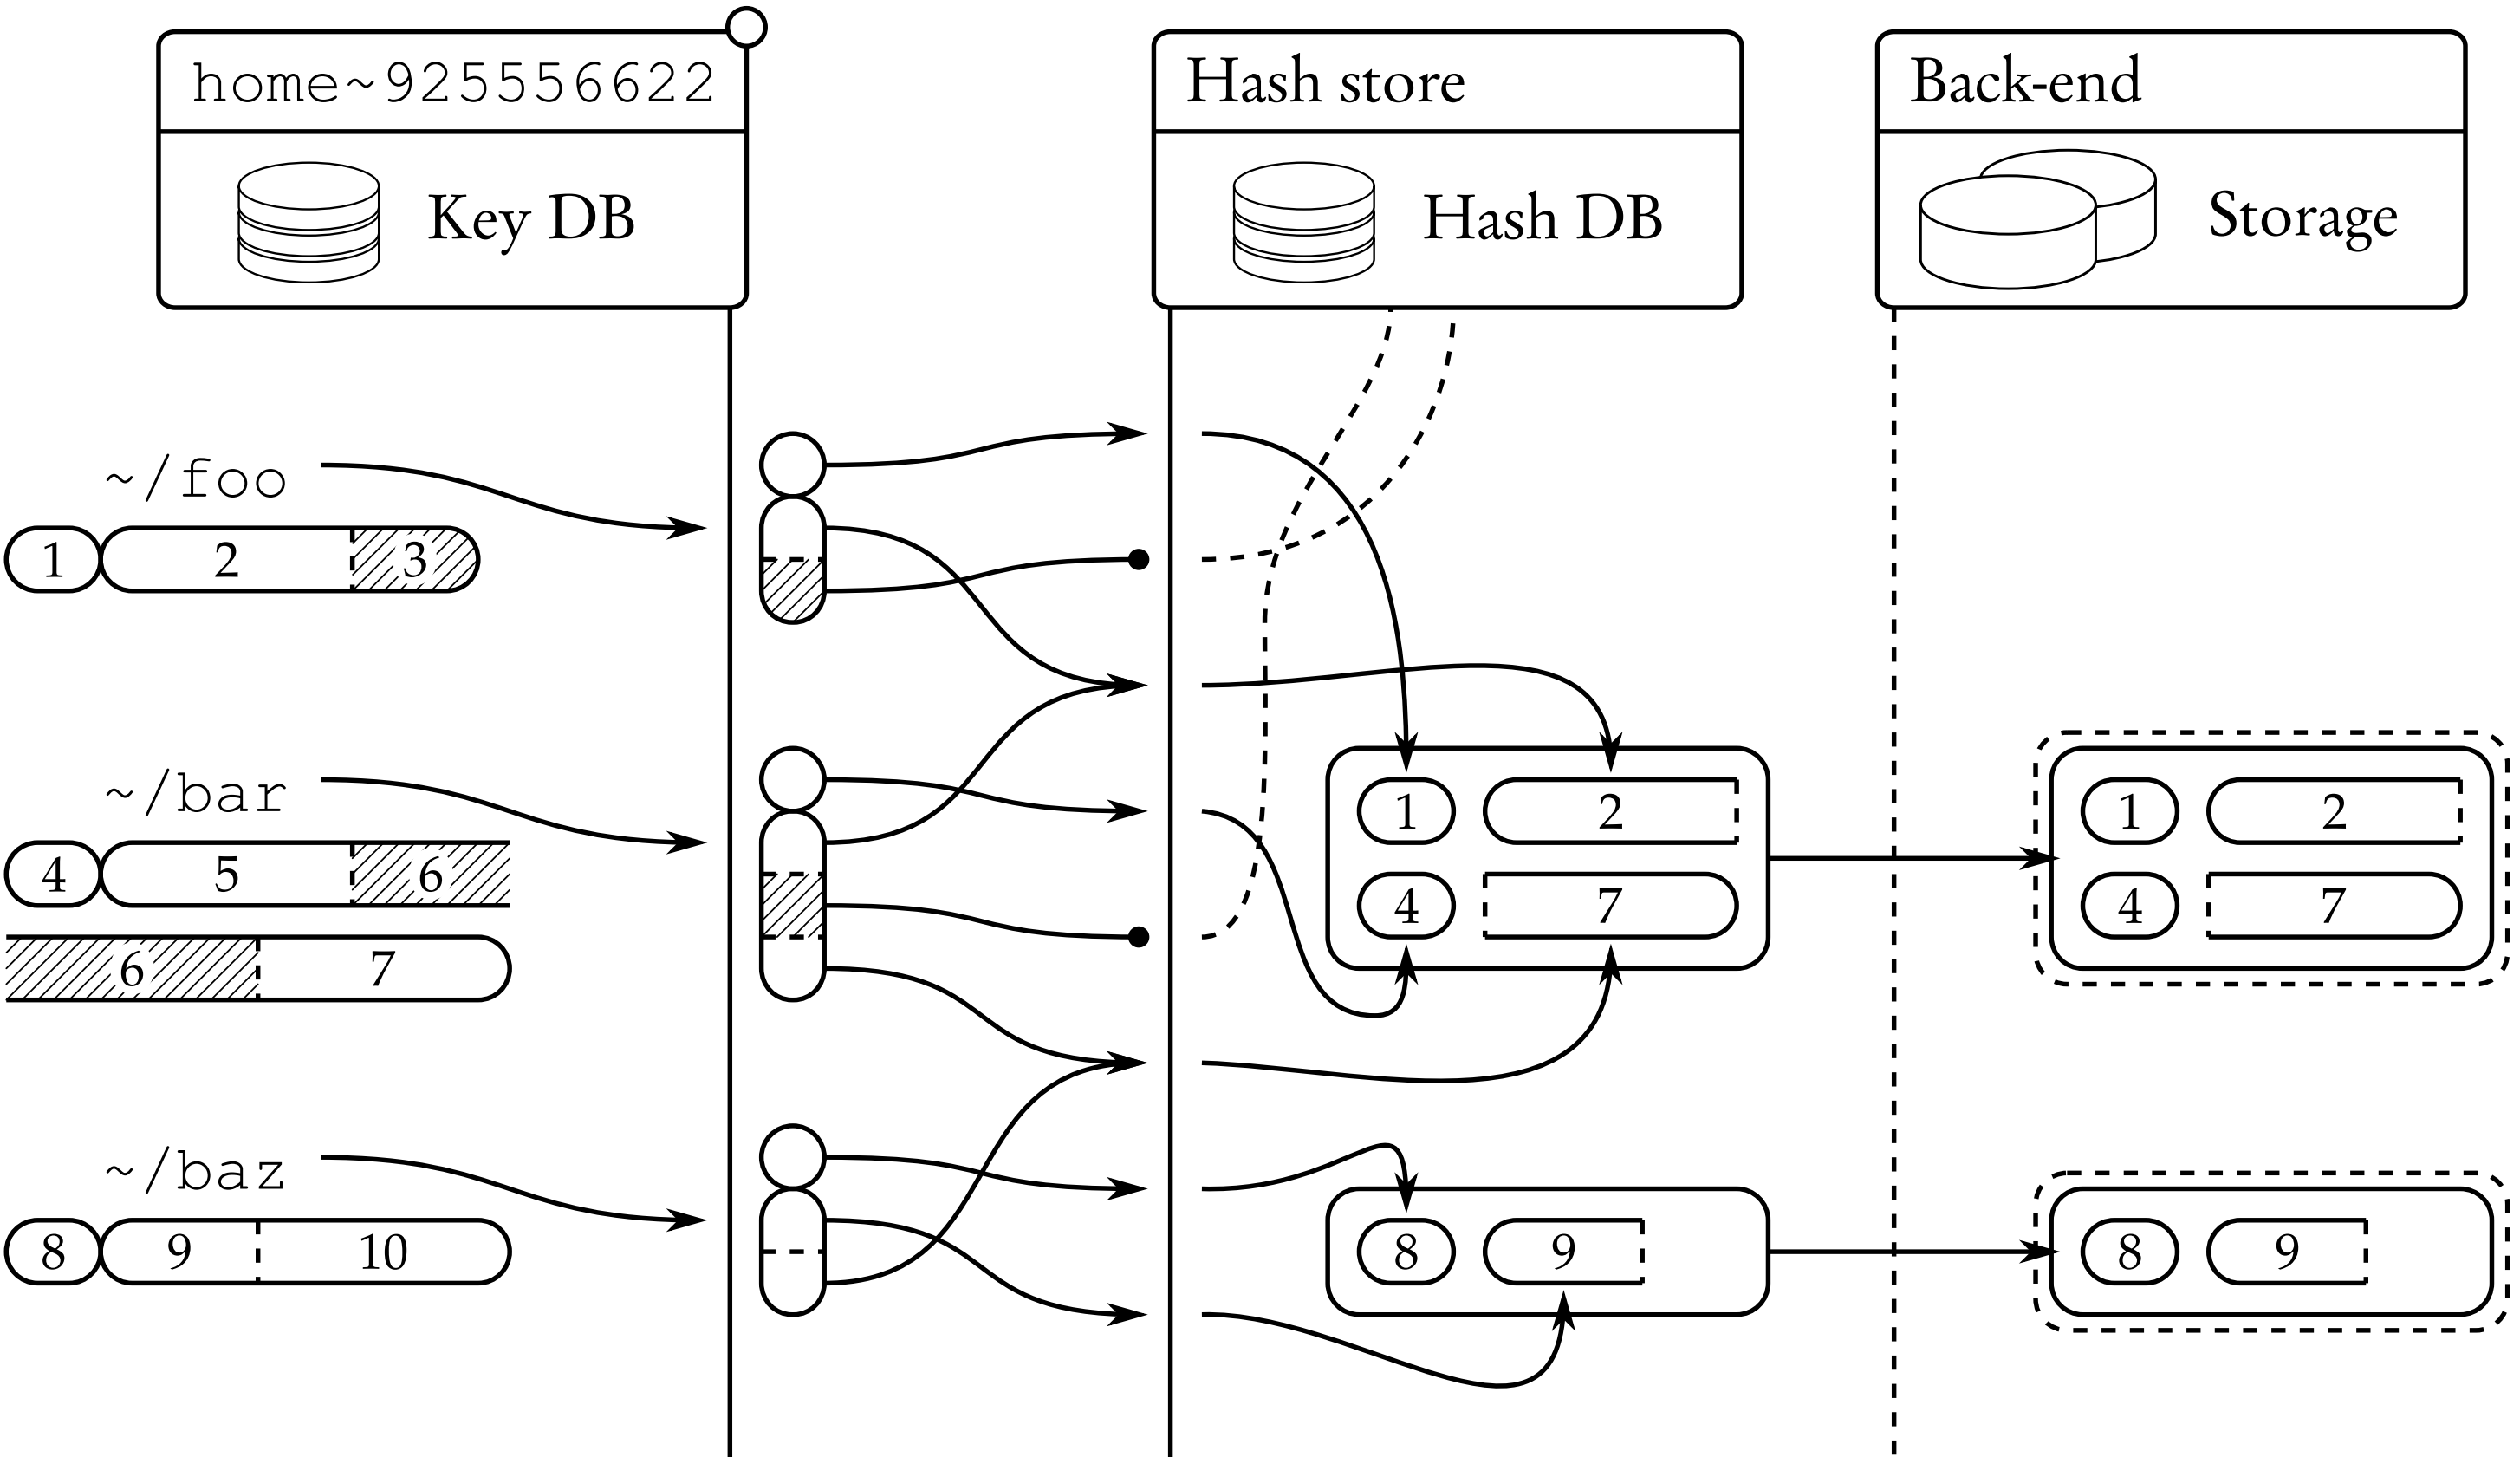 home~925556622
Hash store
Back-end
Key DB
Hash DB
Storage
~/foo
1 2 3
~/bar
4 5 6
6 7
~/baz
8 9 10
1 2
4 7
8 9
1 2
4 7
8 9